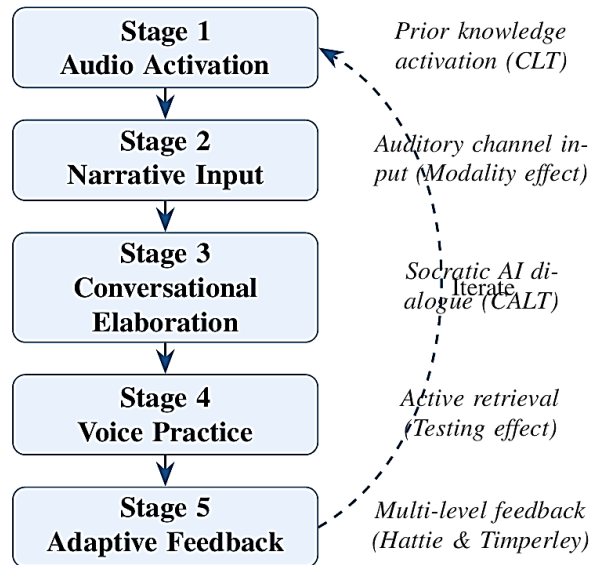 Stage 1
Audio Activation
Prior knowledge
activation (CLT)
Stage 2
Narrative Input
Auditory channel in-
put (Modality effect)
Stage 3
Conversational
Elaboration
Socratic AI di-
alogue (CALT)
Iterate
Stage 4
Voice Practice
Active retrieval
(Testing effect)
Stage 5
Adaptive Feedback
Multi-level feedback
(Hattie & Timperley)